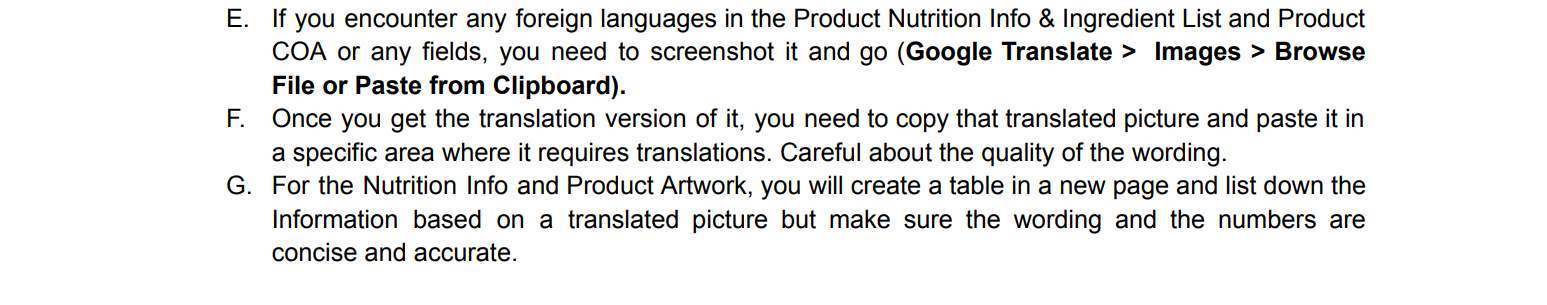 E. If you encounter any foreign languages in the Product Nutrition Info & Ingredient List and Product
COA or any fields, you need to screenshot it and go (Google Translate > Images > Browse
File or Paste from Clipboard).
F. Once you get the translation version of it, you need to copy that translated picture and paste it in
a specific area where it requires translations. Careful about the quality of the wording.
G. For the Nutrition Info and Product Artwork, you will create a table in a new page and list down the
Information based on a translated picture but make sure the wording and the numbers are
concise and accurate.